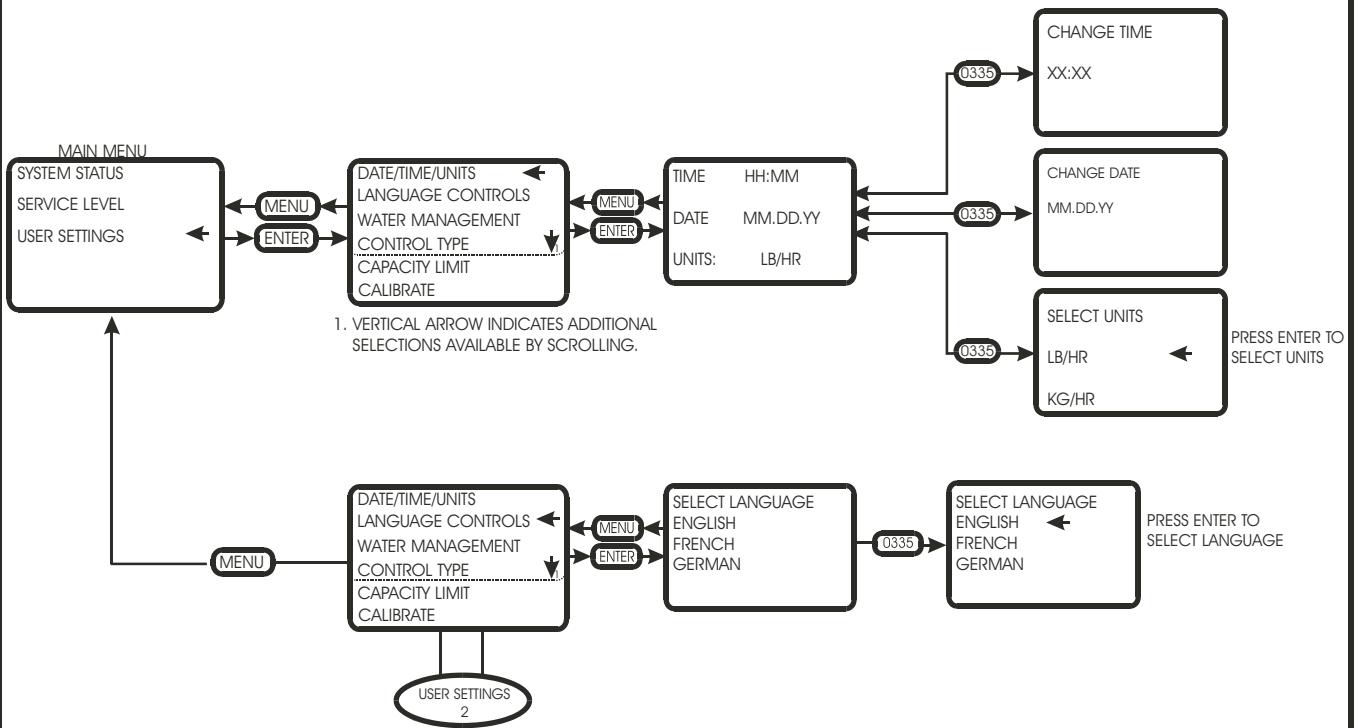 MAIN MENU
SYSTEM STATUS
SERVICE LEVEL
USER SETTINGS
MENU
ENTER
DATE/TIME/UNITS
LANGUAGE CONTROLS
WATER MANAGEMENT
CONTROL TYPE
1
CAPACITY LIMIT
CALIBRATE
1. VERTICAL ARROW INDICATES ADDITIONAL
SELECTIONS AVAILABLE BY SCROLLING.
MENU
ENTER
TIME HH:MM
DATE MM.DD.YY
UNITS: LB/HR
0335
CHANGE TIME
XX:XX
0335
CHANGE DATE
MM.DD.YY
0335
SELECT UNITS
LB/HR
KG/HR
PRESS ENTER TO
SELECT UNITS
MENU
DATE/TIME/UNITS
LANGUAGE CONTROLS
WATER MANAGEMENT
CONTROL TYPE
1
CAPACITY LIMIT
CALIBRATE
USER SETTINGS
2
MENU
ENTER
SELECT LANGUAGE
ENGLISH
FRENCH
GERMAN
0335
SELECT LANGUAGE
ENGLISH
FRENCH
GERMAN
PRESS ENTER TO
SELECT LANGUAGE